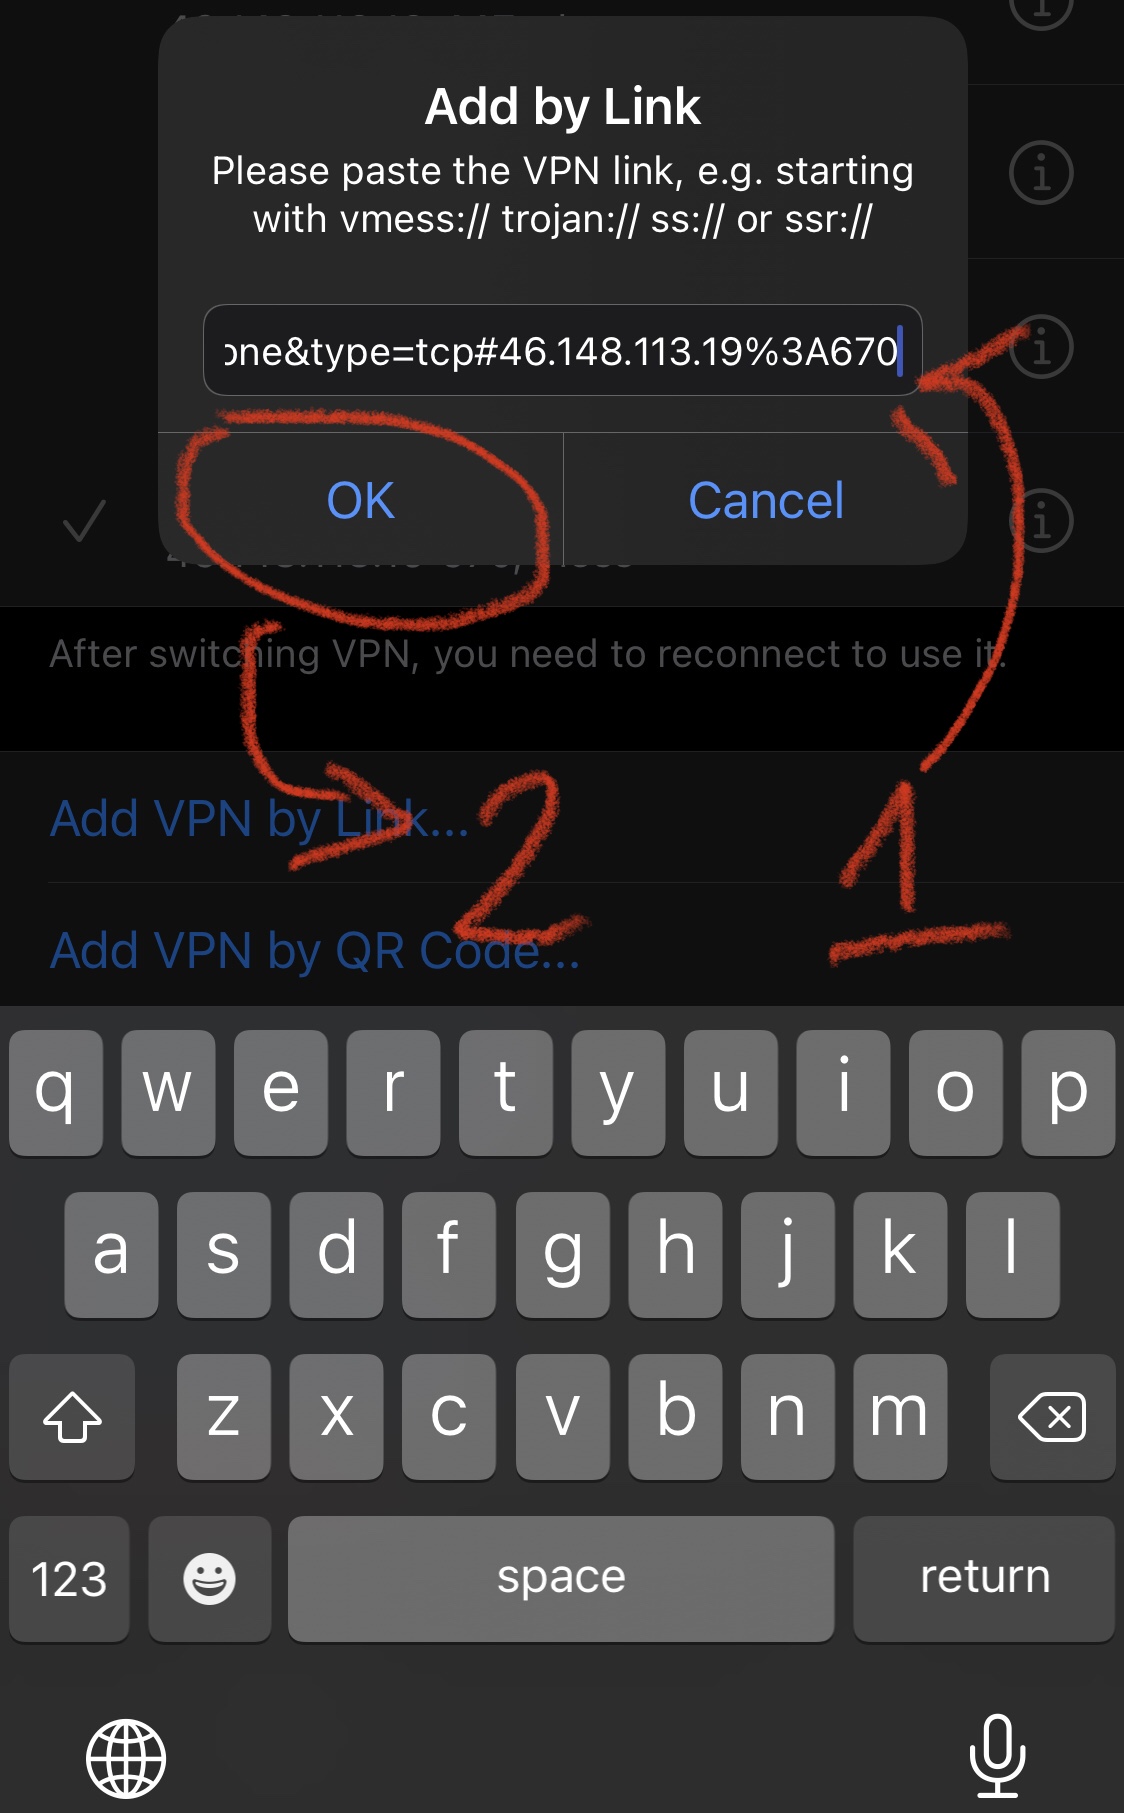 Add by Link
Please paste the VPN link, e.g. starting
with vmess:// trojan:// ss:// or ssr://
one&type=tcp#46.148.113.19%3A670
OK
Cancel
After switching VPN, you need to reconnect to use it.
Add VPN by Link...
2
1
Add VPN by QR Code...
q w e r t y u i o p
a s d f g h j k l
z x c v b n m
123
space
return